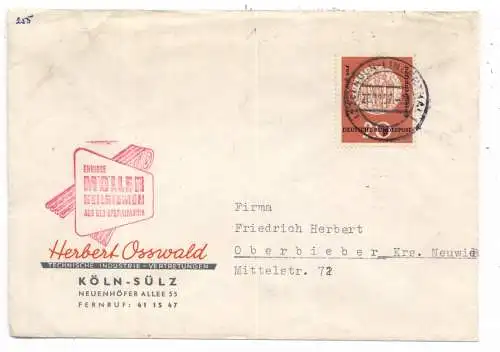 255
DEUTSCHE BUNDESPOST
MÜLLER
Herbert Osswald
TECHNISCHE INDUSTRIE-VERTRETUNGEN
KÖLN-SÜLZ
NEUENHÖFER ALLEE 55
FERNRUF: 41 15 47
Firma
Friedrich Herbert
Oberbieber Krs. Neuwied
Mittelstr. 72